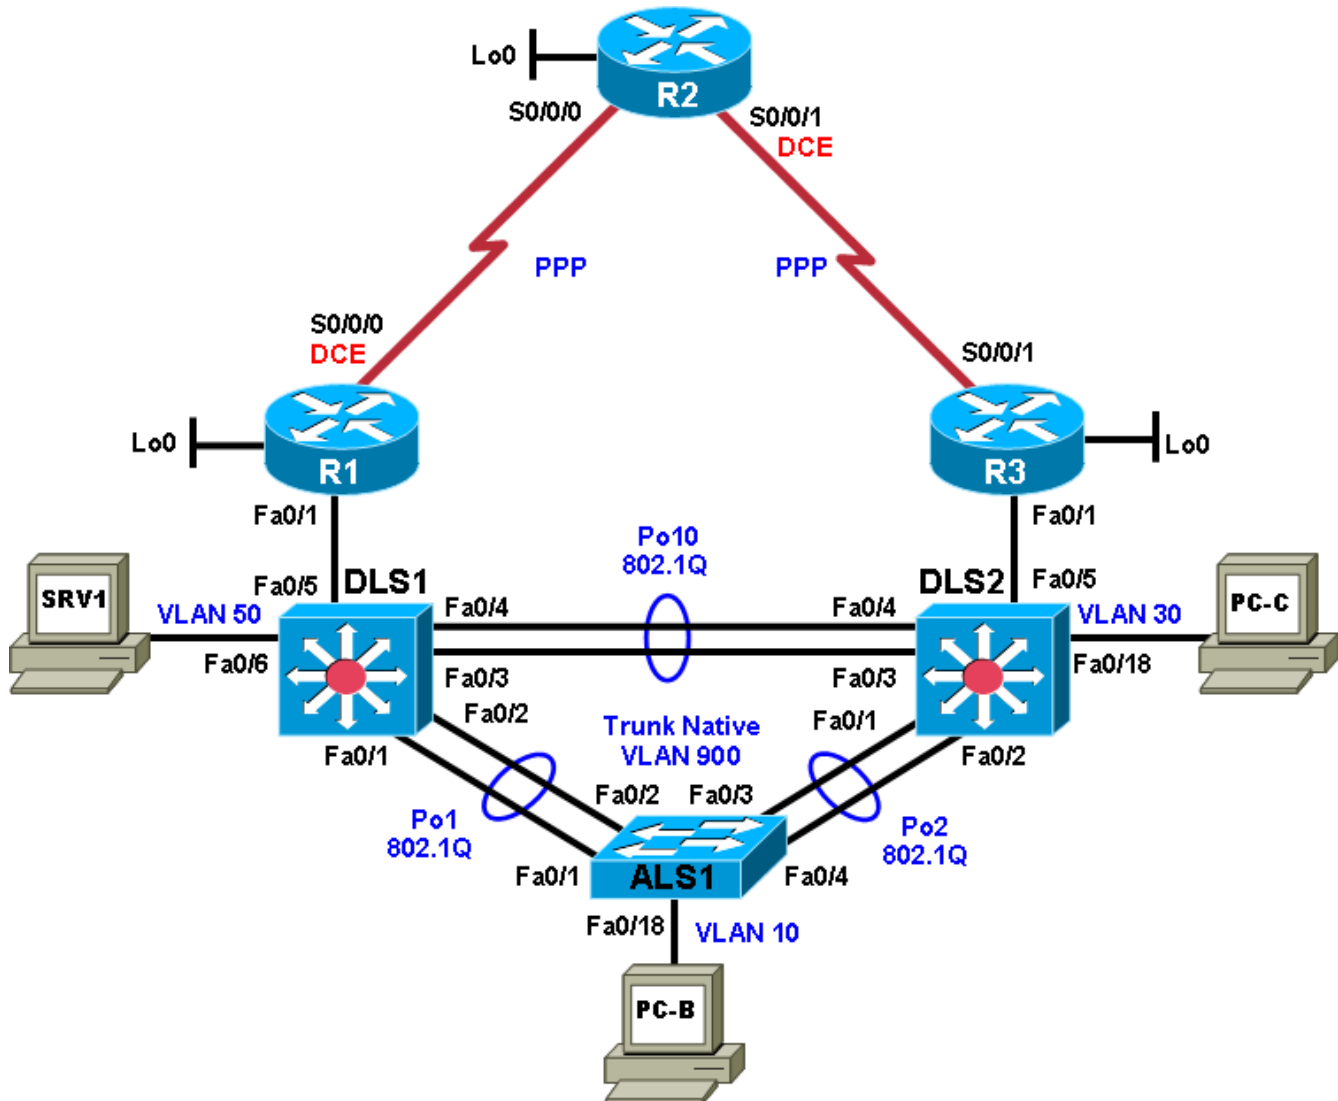 Lo0
R2
S0/0/0
S0/0/1
DCE
PPP
PPP
S0/0/0
DCE
S0/0/1
Lo0
R1
R3
Lo0
Fa0/1
Fa0/1
Po10
802.1Q
SRV1
VLAN 50
Fa0/5
DLS1
DLS2
Fa0/5
VLAN 30
PC-C
Fa0/4
Fa0/4
Fa0/6
Fa0/3
Fa0/3
Fa0/18
Fa0/2
Trunk Native
VLAN 900
Fa0/1
Fa0/1
Fa0/2
Fa0/2
Fa0/3
Po1
802.1Q
Po2
802.1Q
Fa0/1
ALS1
Fa0/4
Fa0/18
VLAN 10
PC-B